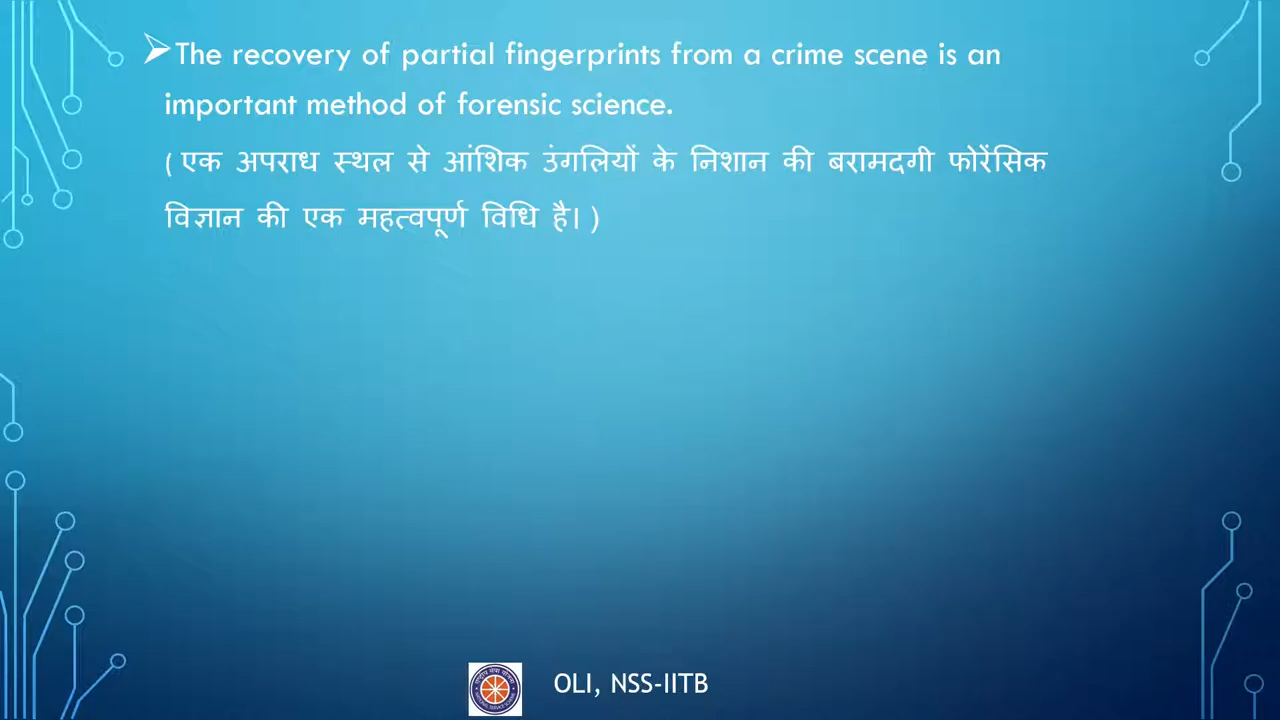 ➢The recovery of partial fingerprints from a crime scene is an
important method of forensic science.
( एक अपराध स्थल से आंशिक उंगलियों के निशान की बरामदगी फोरेंसिक
विज्ञान की एक महत्वपूर्ण विधि है। )
OLI, NSS-IITB